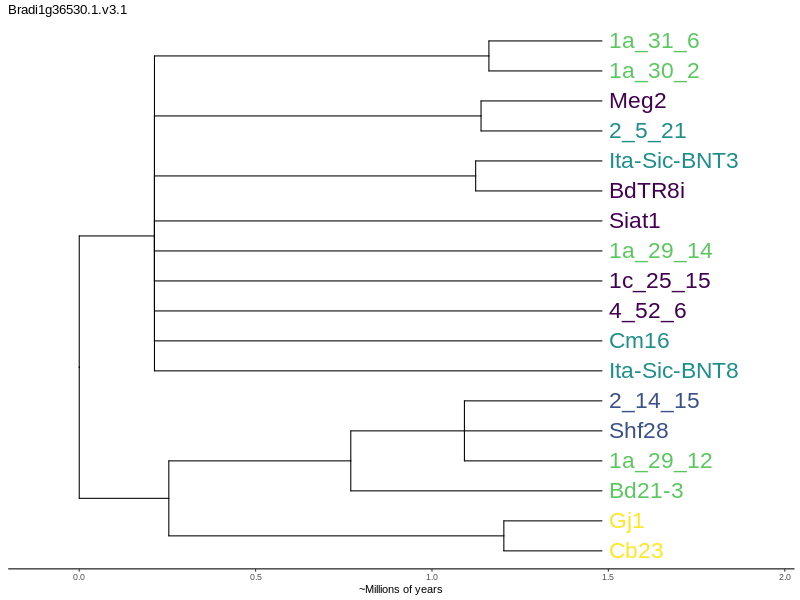 Bradi1g36530.1.v3.1
1a_31_6
1a_30_2
Meg2
2_5_21
Ita-Sic-BNT3
BdTR8i
Siat1
1a_29_14
1c_25_15
4_52_6
Cm16
Ita-Sic-BNT8
2_14_15
Shf28
1a_29_12
Bd21-3
Gj1
Cb23
0.0 0.5 1.0 1.5 2.0
~Millions of years